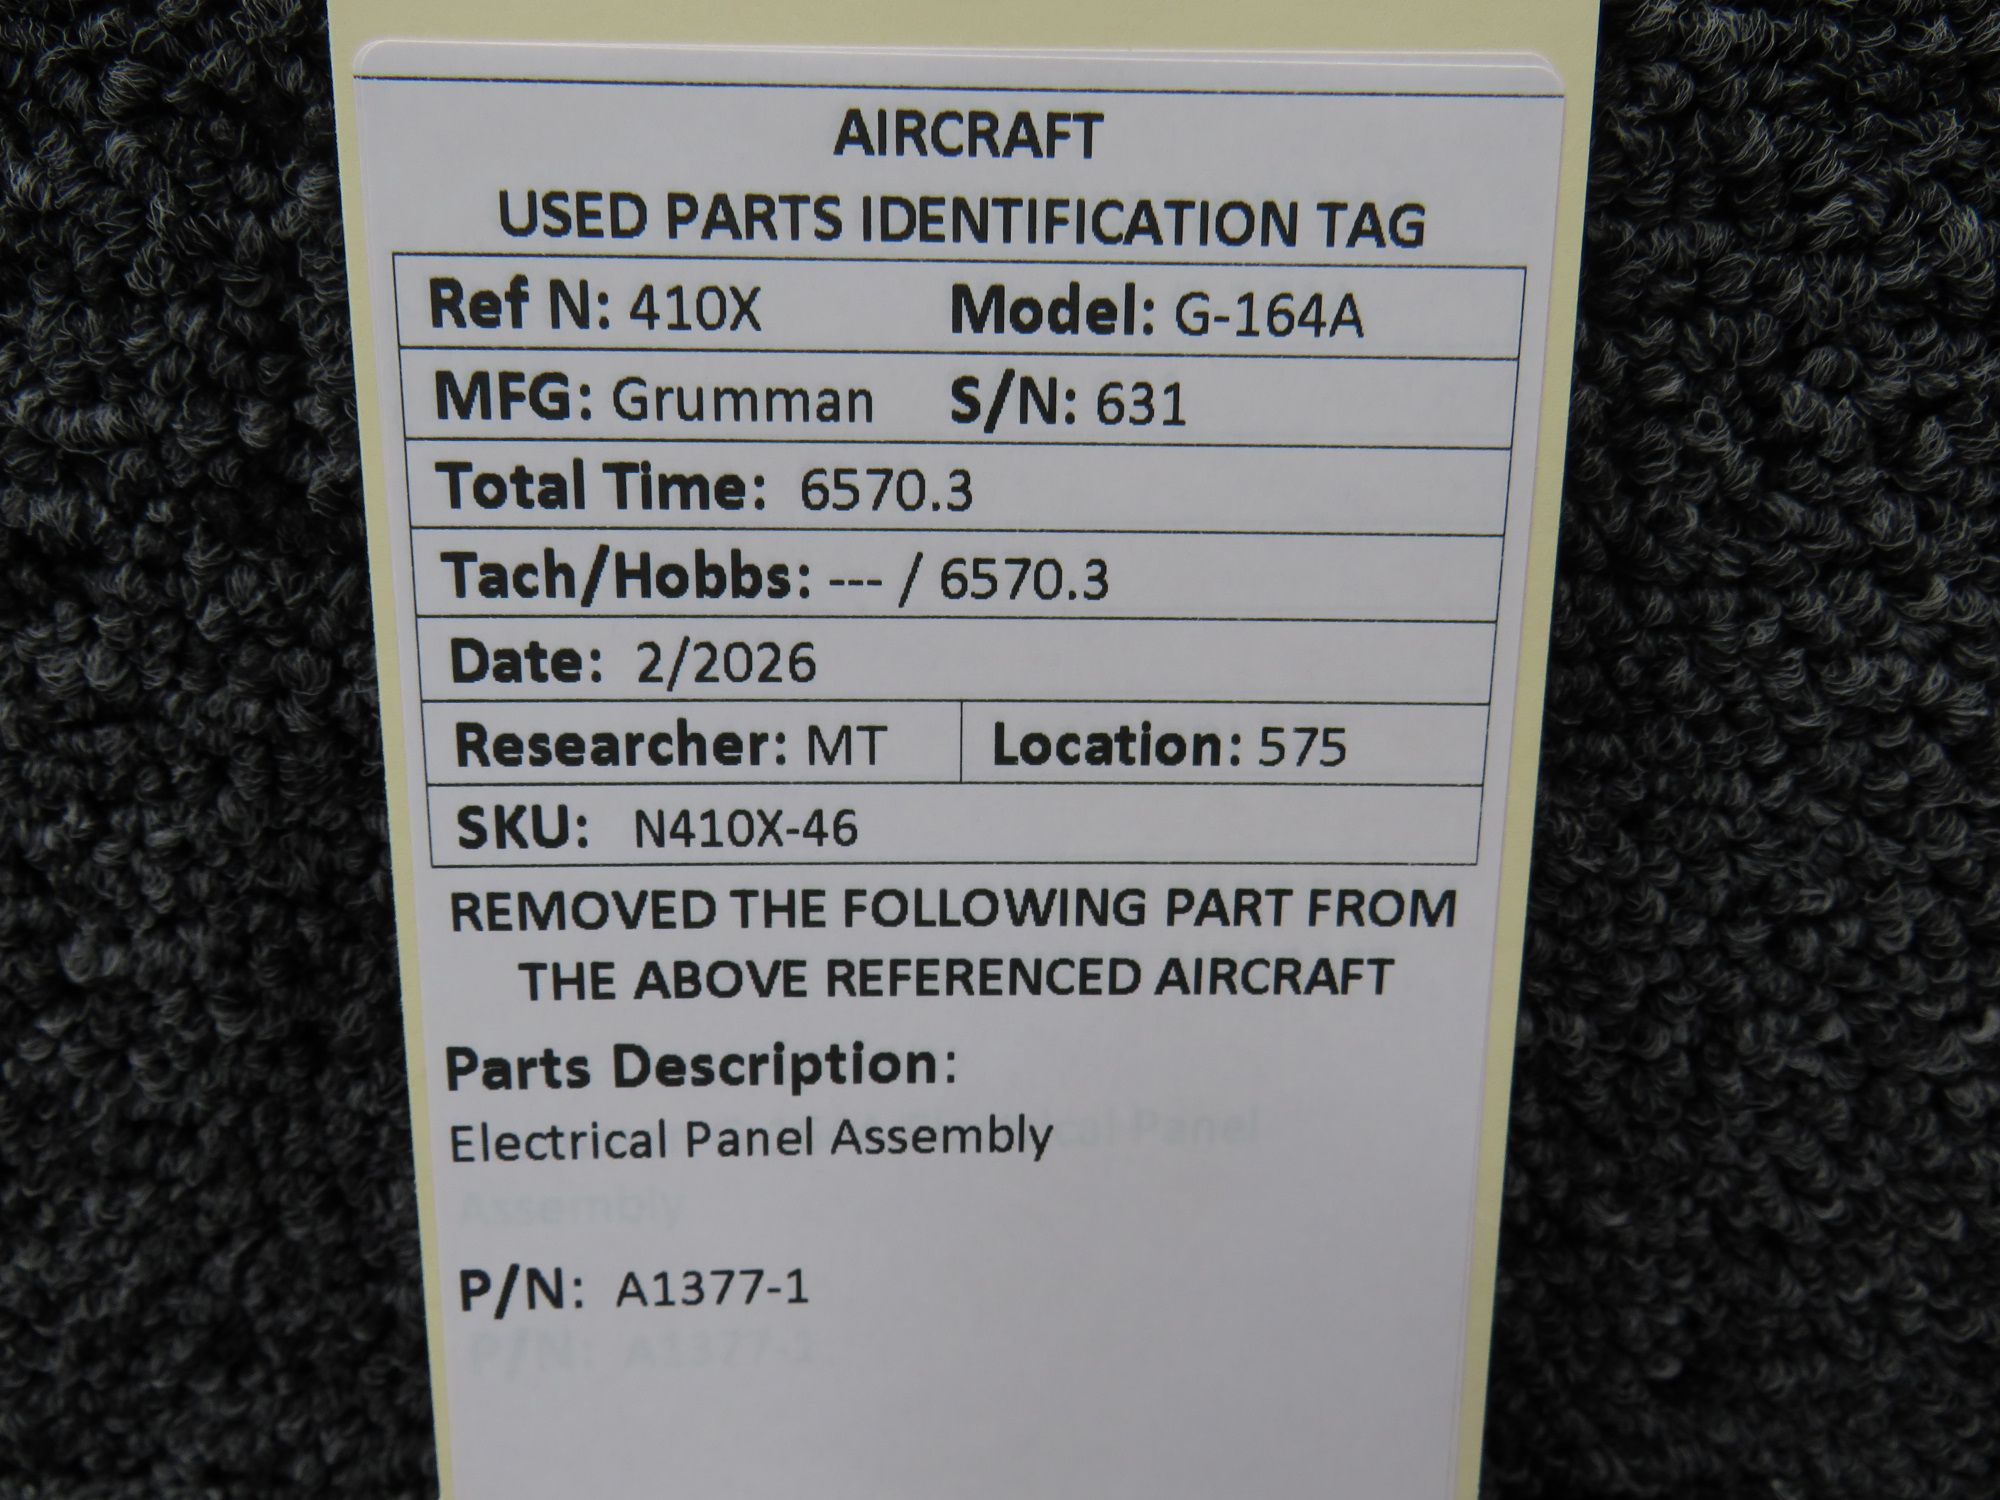 AIRCRAFT
USED PARTS IDENTIFICATION TAG
Ref N: 410X Model: G-164A
MFG: Grumman S/N: 631
Total Time: 6570.3
Tach/Hobbs: --- / 6570.3
Date: 2/2026
Researcher: MT Location: 575
SKU: N410X-46
REMOVED THE FOLLOWING PART FROM
THE ABOVE REFERENCED AIRCRAFT
Parts Description:
Electrical Panel Assembly
P/N: A1377-1